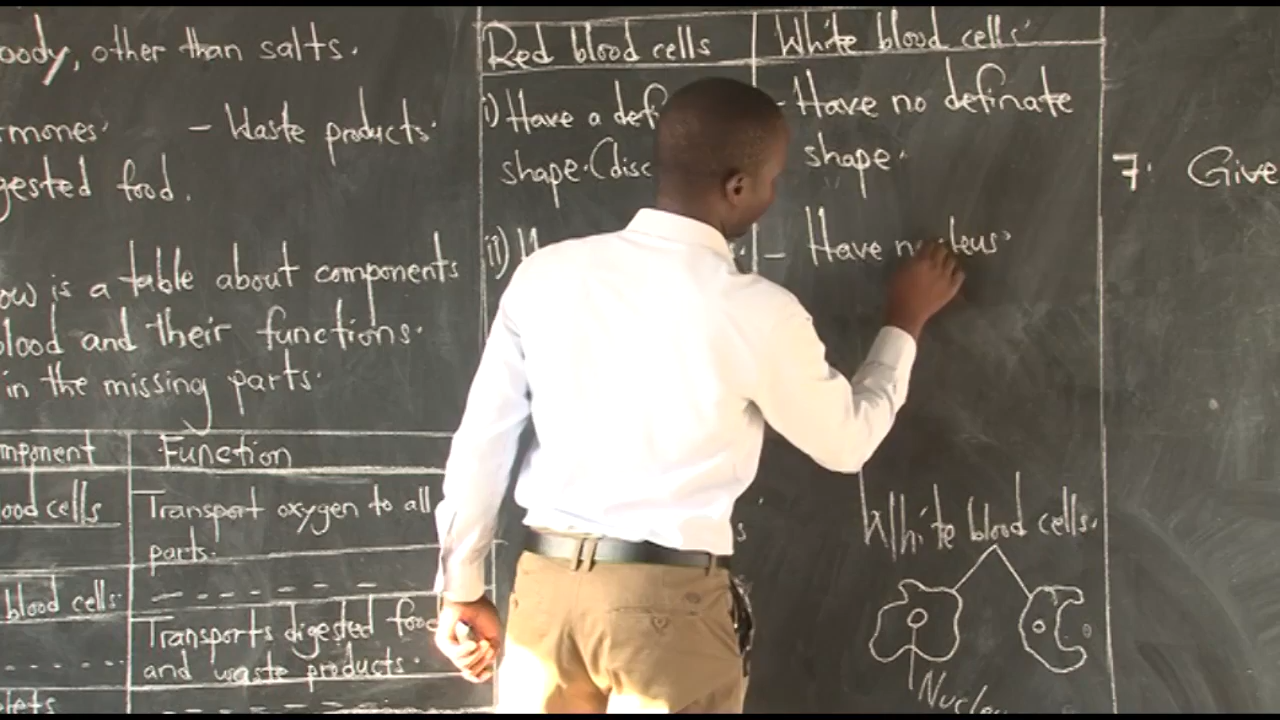 oody, other than salts.
rmones. - Waste products.
gested food.
ow is a table about components
blood and their functions.
in the missing parts.
mponent Function
ood cells Transport oxygen to all
parts.
blood cells.
Transports digested food
and waste products.
lets
Red blood cells White blood cells
i) Have a defi
shape. (disc
ii)
- Have no definate
shape.
- Have nucleus
White blood cells.
Nucleu
7. Give